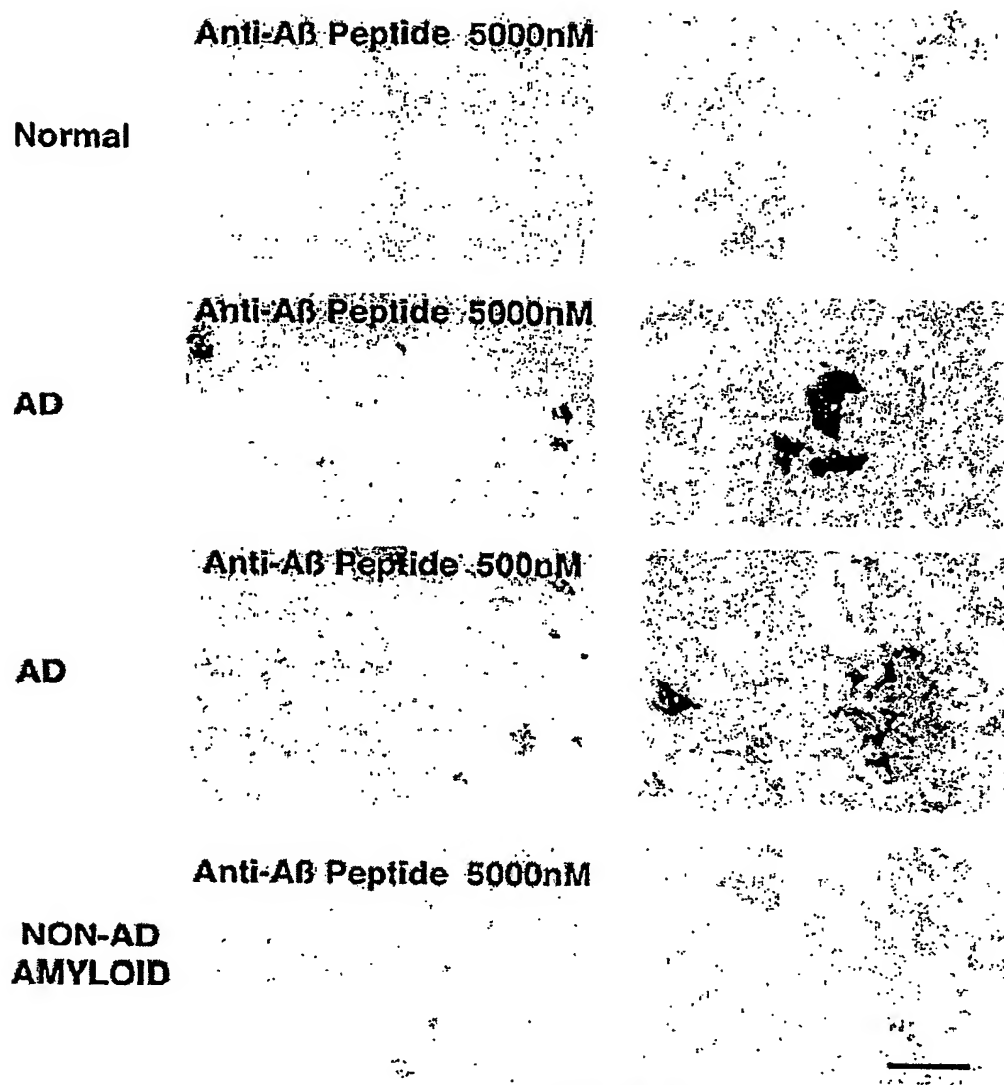 Anti-Aß Peptide 5000nM
Normal
Anti-Aß Peptide 5000nM
AD
Anti-Aß Peptide 500nM
AD
Anti-Aß Peptide 5000nM
NON-AD
AMYLOID